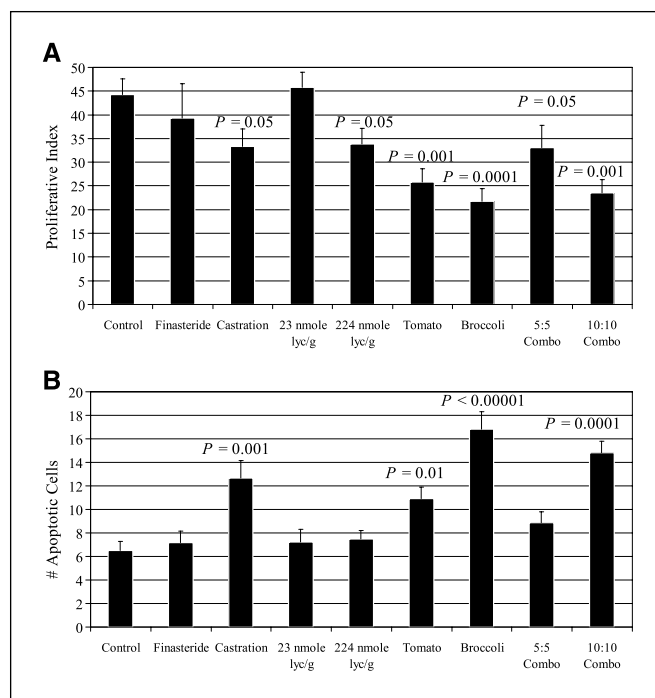 A
50
45
40
35
30
25
20
15
10
5
0
Proliferative Index
P = 0.05
P = 0.05
P = 0.001
P = 0.0001
P = 0.05
P = 0.001
Control Finasteride Castration 23 nmole 224 nmole Tomato Broccoli 5:5 10:10
lyc/g lyc/g Combo Combo
B
20
18
16
14
12
10
8
6
4
2
0
# Apoptotic Cells
P = 0.001
P = 0.01
P < 0.00001
P = 0.0001
Control Finasteride Castration 23 nmole 224 nmole Tomato Broccoli 5:5 10:10
lyc/g lyc/g Combo Combo